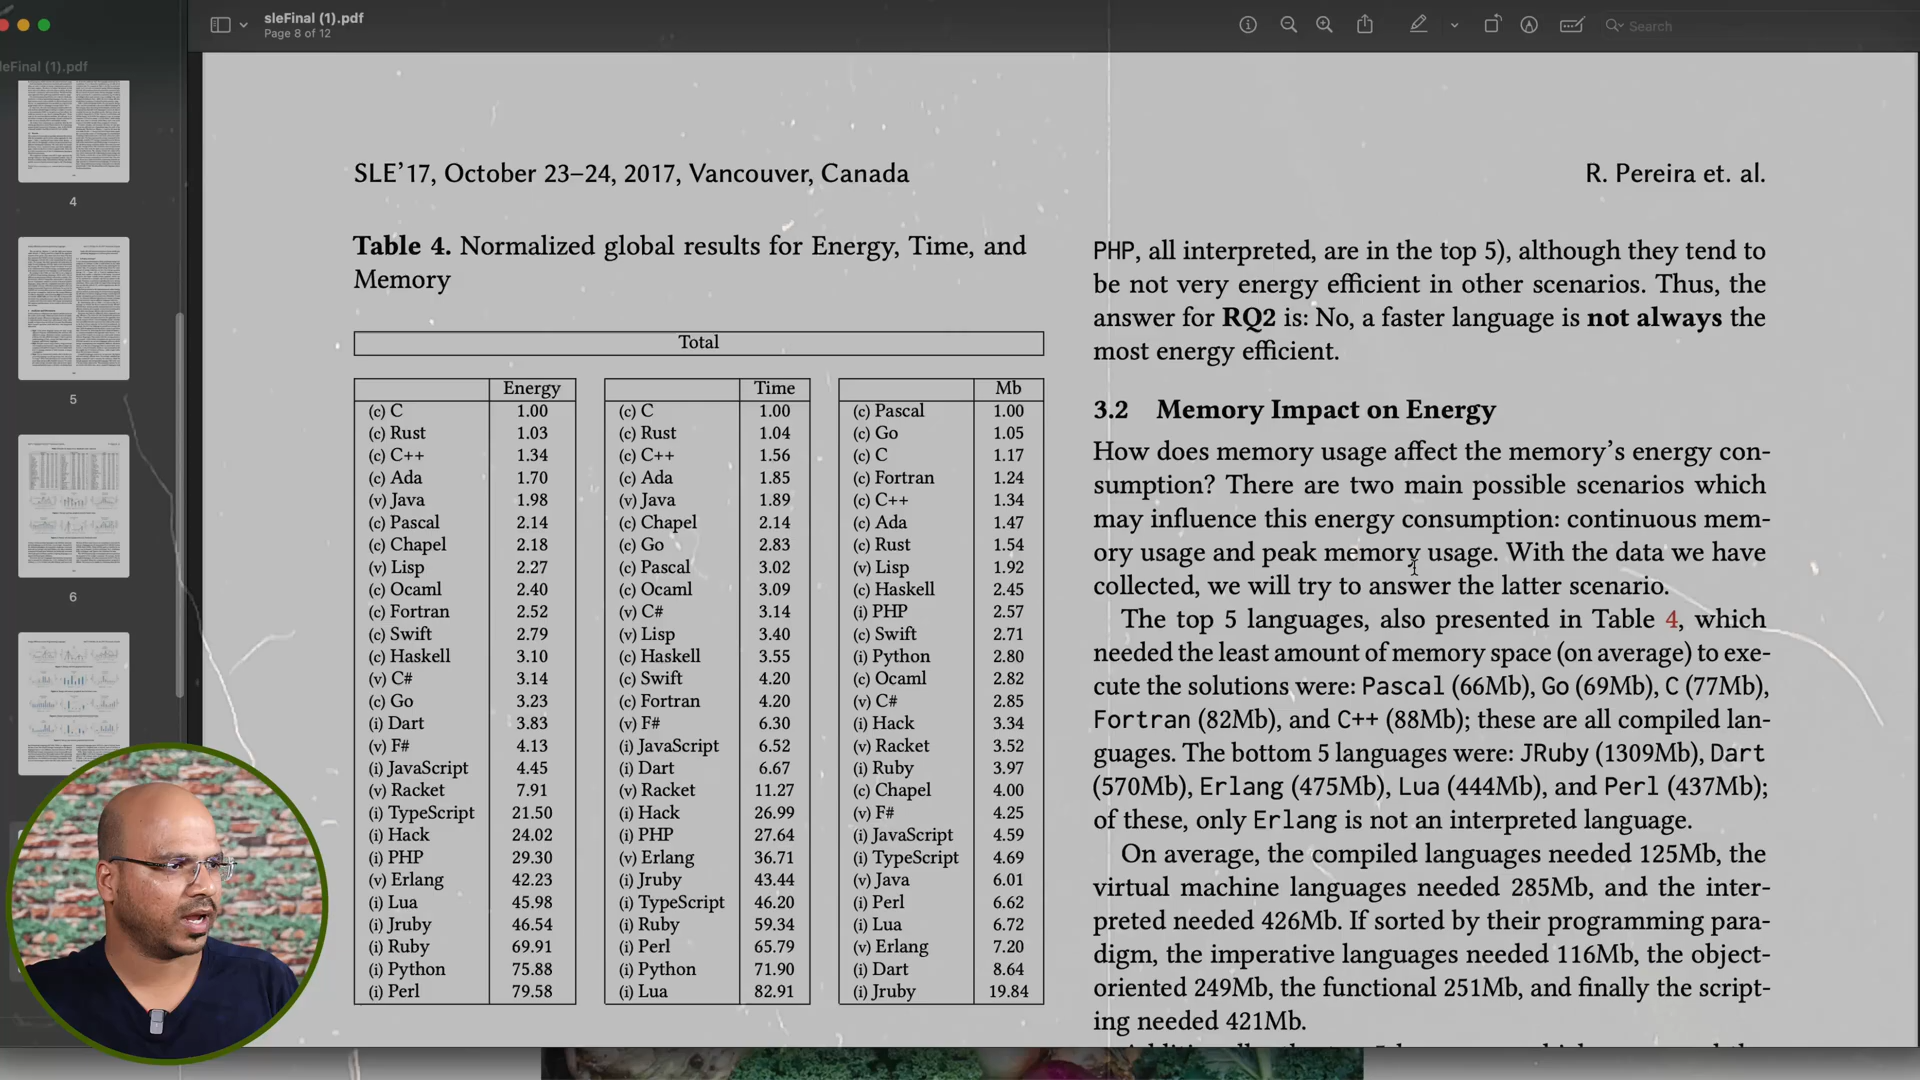 sleFinal (1).pdf
Page 8 of 12
Search
leFinal (1).pdf
4
5
6
SLE'17, October 23–24, 2017, Vancouver, Canada
R. Pereira et. al.
Table 4. Normalized global results for Energy, Time, and
Memory
Total
Energy
(c) C 1.00
(c) Rust 1.03
(c) C++ 1.34
(c) Ada 1.70
(v) Java 1.98
(c) Pascal 2.14
(c) Chapel 2.18
(v) Lisp 2.27
(c) Ocaml 2.40
(c) Fortran 2.52
(c) Swift 2.79
(c) Haskell 3.10
(v) C# 3.14
(c) Go 3.23
(i) Dart 3.83
(v) F# 4.13
(i) JavaScript 4.45
(v) Racket 7.91
(i) TypeScript 21.50
(i) Hack 24.02
(i) PHP 29.30
(v) Erlang 42.23
(i) Lua 45.98
(i) Jruby 46.54
(i) Ruby 69.91
(i) Python 75.88
(i) Perl 79.58
Time
(c) C 1.00
(c) Rust 1.04
(c) C++ 1.56
(c) Ada 1.85
(v) Java 1.89
(c) Chapel 2.14
(c) Go 2.83
(c) Pascal 3.02
(c) Ocaml 3.09
(v) C# 3.14
(v) Lisp 3.40
(c) Haskell 3.55
(c) Swift 4.20
(c) Fortran 4.20
(v) F# 6.30
(i) JavaScript 6.52
(i) Dart 6.67
(v) Racket 11.27
(i) Hack 26.99
(i) PHP 27.64
(v) Erlang 36.71
(i) Jruby 43.44
(i) TypeScript 46.20
(i) Ruby 59.34
(i) Perl 65.79
(i) Python 71.90
(i) Lua 82.91
Mb
(c) Pascal 1.00
(c) Go 1.05
(c) C 1.17
(c) Fortran 1.24
(c) C++ 1.34
(c) Ada 1.47
(c) Rust 1.54
(v) Lisp 1.92
(c) Haskell 2.45
(i) PHP 2.57
(c) Swift 2.71
(i) Python 2.80
(c) Ocaml 2.82
(v) C# 2.85
(i) Hack 3.34
(v) Racket 3.52
(i) Ruby 3.97
(c) Chapel 4.00
(v) F# 4.25
(i) JavaScript 4.59
(i) TypeScript 4.69
(v) Java 6.01
(i) Perl 6.62
(i) Lua 6.72
(v) Erlang 7.20
(i) Dart 8.64
(i) Jruby 19.84
PHP, all interpreted, are in the top 5), although they tend to
be not very energy efficient in other scenarios. Thus, the
answer for RQ2 is: No, a faster language is not always the
most energy efficient.
3.2 Memory Impact on Energy
How does memory usage affect the memory's energy con-
sumption? There are two main possible scenarios which
may influence this energy consumption: continuous mem-
ory usage and peak memory usage. With the data we have
collected, we will try to answer the latter scenario.
The top 5 languages, also presented in Table 4, which
needed the least amount of memory space (on average) to exe-
cute the solutions were: Pascal (66Mb), Go (69Mb), C (77Mb),
Fortran (82Mb), and C++ (88Mb); these are all compiled lan-
guages. The bottom 5 languages were: JRuby (1309Mb), Dart
(570Mb), Erlang (475Mb), Lua (444Mb), and Perl (437Mb);
of these, only Erlang is not an interpreted language.
On average, the compiled languages needed 125Mb, the
virtual machine languages needed 285Mb, and the inter-
preted needed 426Mb. If sorted by their programming para-
digm, the imperative languages needed 116Mb, the object-
oriented 249Mb, the functional 251Mb, and finally the script-
ing needed 421Mb.